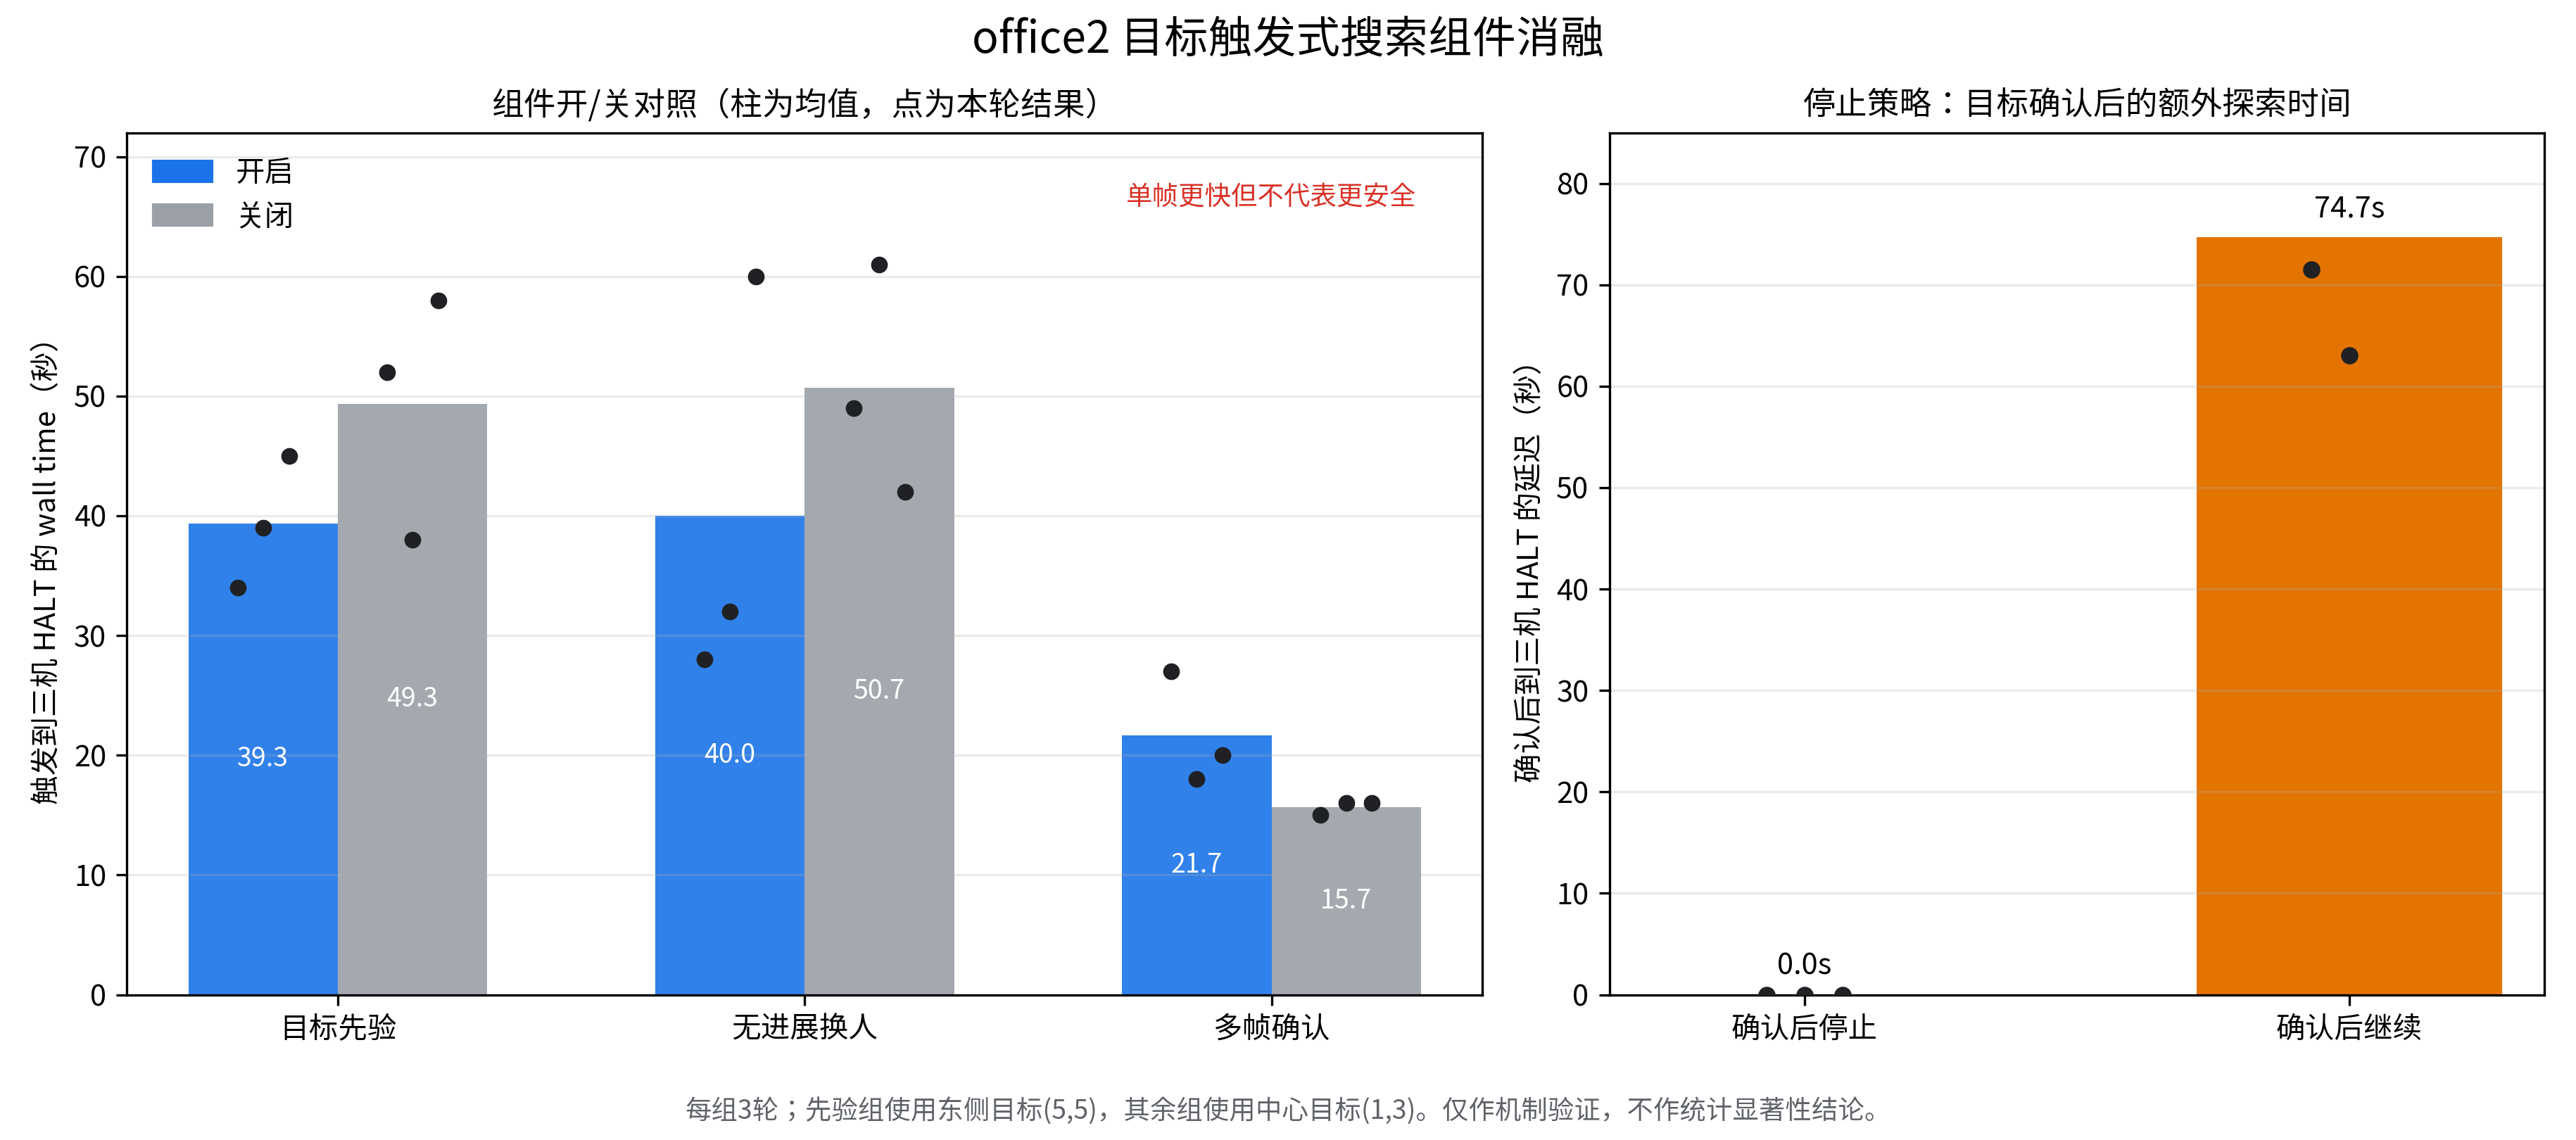 office2 目标触发式搜索组件消融
组件开/关对照（柱为均值，点为本轮结果）
触发到三机 HALT 的 wall time（秒）
70
60
50
40
30
20
10
0
开启
关闭
单帧更快但不代表更安全
39.3
49.3
40.0
50.7
21.7
15.7
目标先验
无进展换人
多帧确认
停止策略：目标确认后的额外探索时间
确认后到三机 HALT 的延迟（秒）
80
70
60
50
40
30
20
10
0
0.0s
74.7s
确认后停止
确认后继续
每组3轮；先验组使用东侧目标(5,5)，其余组使用中心目标(1,3)。仅作机制验证，不作统计显著性结论。